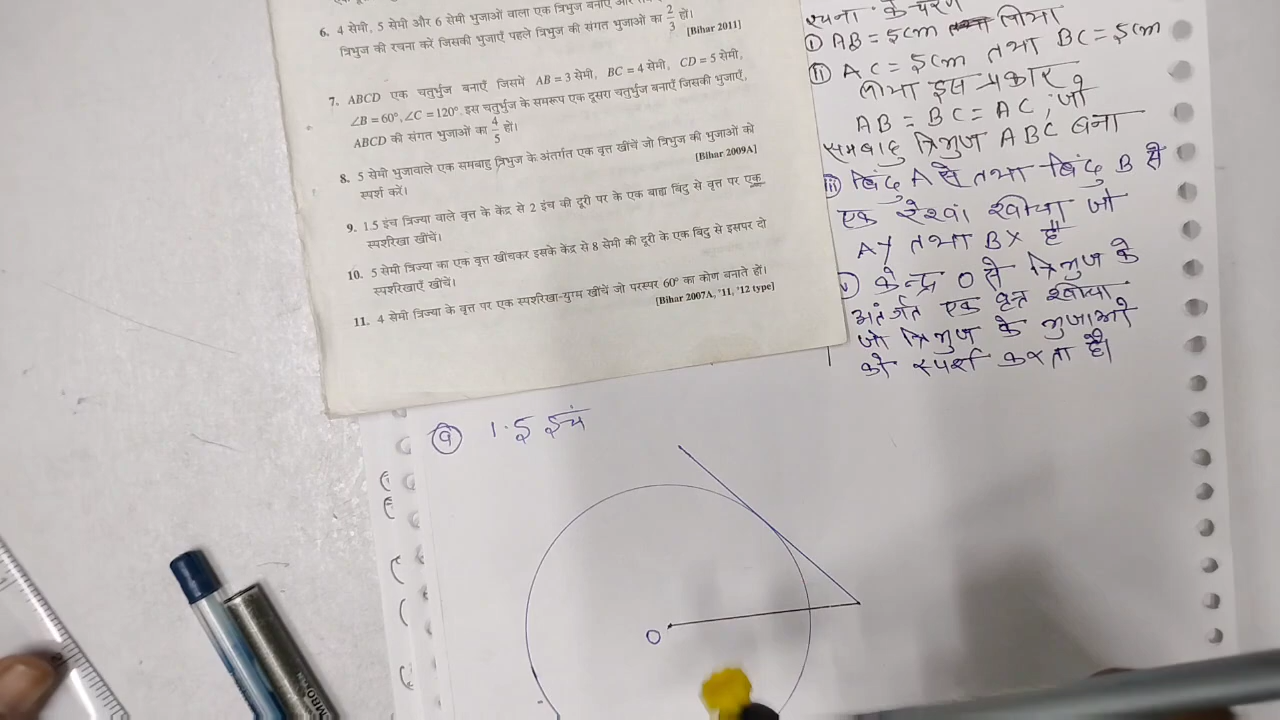 6. 4 सेमी, 5 सेमी और 6 सेमी भुजाओं वाला एक त्रिभुज बनाएँ और
त्रिभुज की रचना करें जिसकी भुजाएँ पहले त्रिभुज की संगत भुजाओं का 2/3 हों।
[Bihar 2011]
7. ABCD एक चतुर्भुज बनाएँ जिसमें AB = 3 सेमी, BC = 4 सेमी, CD = 5 सेमी,
∠B = 60°, ∠C = 120°. इस चतुर्भुज के समरूप एक दूसरा चतुर्भुज बनाएँ जिसकी भुजाएँ,
ABCD की संगत भुजाओं का 4/5 हों।
8. 5 सेमी भुजावाले एक समबाहु त्रिभुज के अंतर्गत एक वृत्त खींचें जो त्रिभुज की भुजाओं को
स्पर्श करें।
[Bihar 2009A]
9. 1.5 इंच त्रिज्या वाले वृत्त के केंद्र से 2 इंच की दूरी पर के एक बाह्य बिंदु से वृत्त पर एक
स्पर्शरेखा खींचें।
10. 5 सेमी त्रिज्या का एक वृत्त खींचकर इसके केंद्र से 8 सेमी की दूरी के एक बिंदु से इसपर दो
स्पर्शरेखाएँ खींचें।
11. 4 सेमी त्रिज्या के वृत्त पर एक स्पर्शरेखा-युग्म खींचें जो परस्पर 60° का कोण बनाते हों।
[Bihar 2007A, '11, '12 type]
रचना के चरण
i AB = 5cm लिया
ii AC = 5cm तथा BC = 5cm
लीया इस प्रकार
AB = BC = AC, जो
समबाहु त्रिभुज ABC बना
iii बिंदु A से तथा बिंदु B से
एक रेखा खींचा जो
AY तथा BX है
केन्द्र O से त्रिभुज के
अंतर्गत एक वृत्त खींचा
जो त्रिभुज के भुजाओं
को स्पर्श करता है।
9 1.5 इंच
O